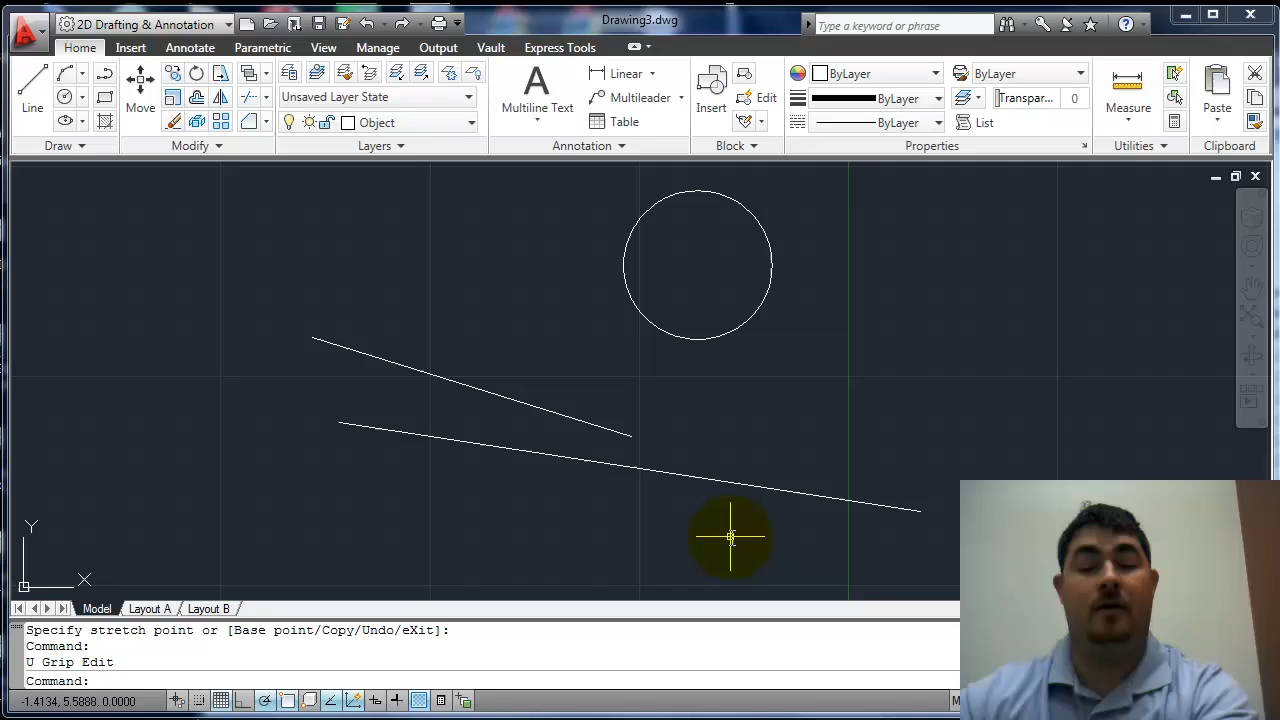 2D Drafting & Annotation
Drawing3.dwg
Type a keyword or phrase
Home Insert Annotate Parametric View Manage Output Vault Express Tools
Line
Move
Unsaved Layer State
Object
Multiline Text
Linear
Multileader
Table
Insert
Edit
ByLayer
ByLayer
ByLayer
Transpar... 0
ByLayer
List
Measure
Paste
Draw Modify Layers Annotation Block Properties Utilities Clipboard
Y
X
Model Layout A Layout B
Specify stretch point or [Base point/Copy/Undo/eXit]:
Command:
U Grip Edit
Command:
-1.4134, 5.5888, 0.0000